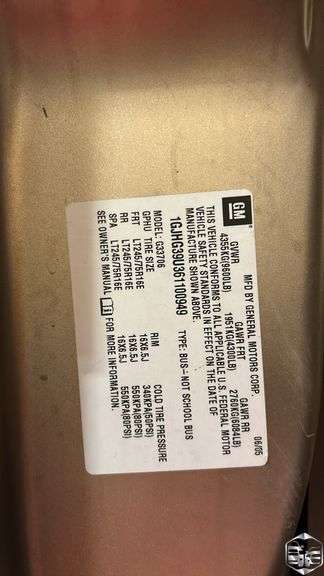 GM
MFD BY GENERAL MOTORS CORP.
06/05
GVWR GAWR FRT GAWR RR
4355KG(9600LB) 1951KG(4300LB) 2760KG(6084LB)
THIS VEHICLE CONFORMS TO ALL APPLICABLE U.S. FEDERAL MOTOR
VEHICLE SAFETY STANDARDS IN EFFECT ON THE DATE OF
MANUFACTURE SHOWN ABOVE.
1GJHG39U361100949 TYPE: BUS-NOT SCHOOL BUS
MODEL: G33706
QPHU TIRE SIZE RIM COLD TIRE PRESSURE
FRT LT245/75R16E 16X6.5J 340KPA(50PSI)
RR LT245/75R16E 16X6.5J 550KPA(80PSI)
SPA LT245/75R16E 16X6.5J 550KPA(80PSI)
SEE OWNER'S MANUAL FOR MORE INFORMATION.